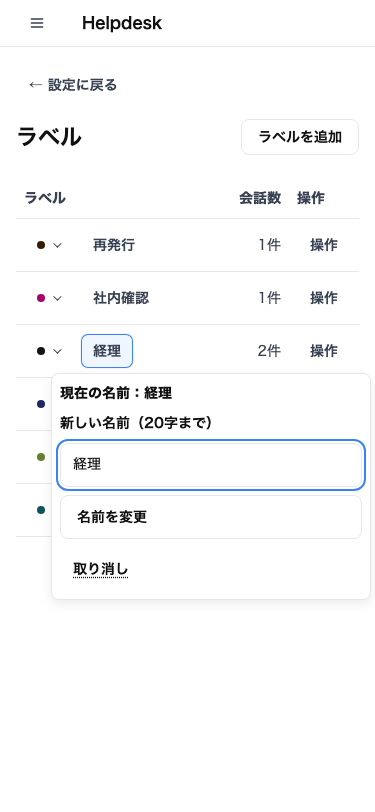 Helpdesk
← 設定に戻る
ラベル
ラベルを追加
ラベル 会話数 操作
再発行 1件 操作
社内確認 1件 操作
経理 2件 操作
現在の名前：経理
新しい名前（20字まで）
経理
名前を変更
取り消し